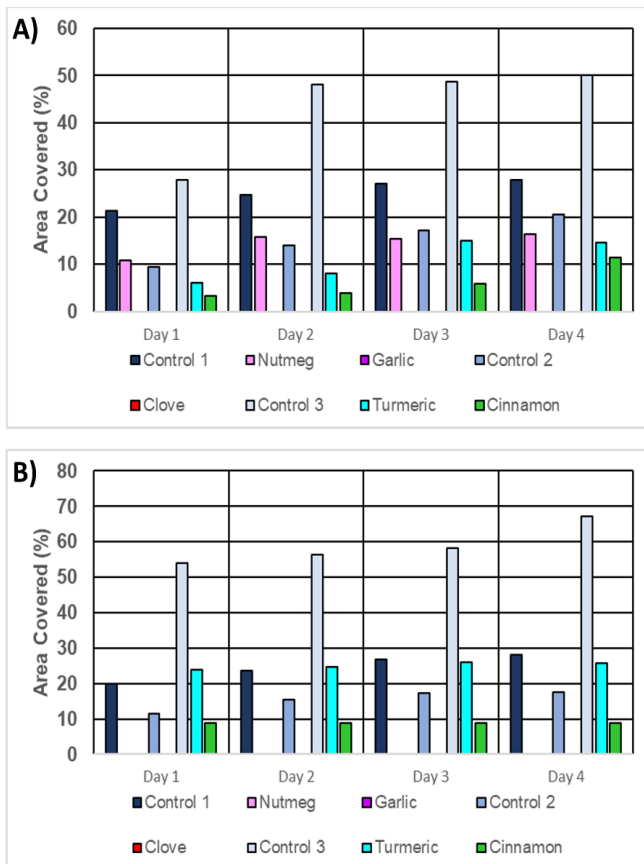 A)
Area Covered (%)
60
50
40
30
20
10
0
Day 1 Day 2 Day 3 Day 4
Control 1 Nutmeg Garlic Control 2
Clove Control 3 Turmeric Cinnamon
B)
Area Covered (%)
80
70
60
50
40
30
20
10
0
Day 1 Day 2 Day 3 Day 4
Control 1 Nutmeg Garlic Control 2
Clove Control 3 Turmeric Cinnamon